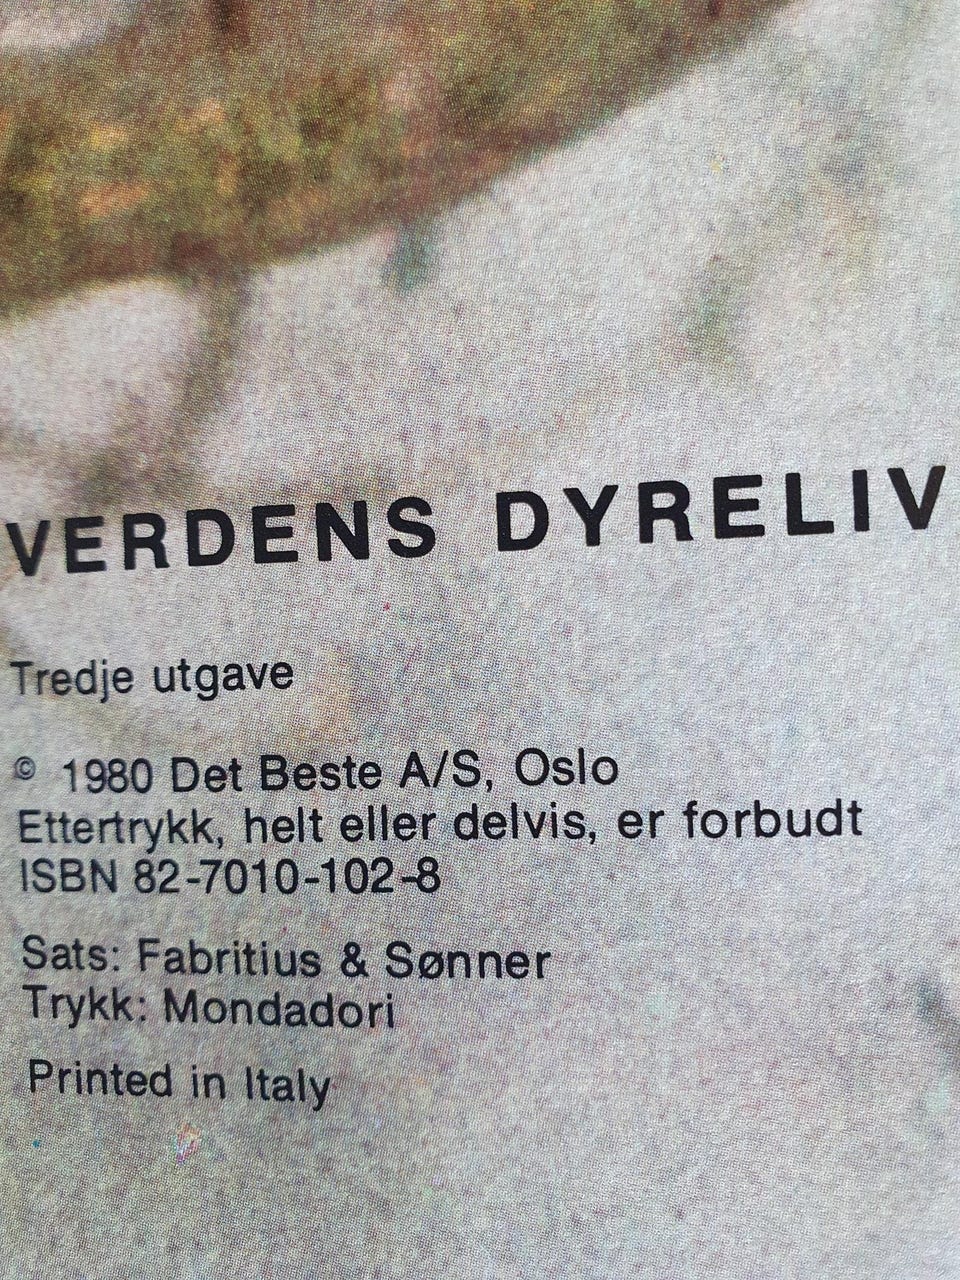 VERDENS DYRELIV
Tredje utgave
© 1980 Det Beste A/S, Oslo
Ettertrykk, helt eller delvis, er forbudt
ISBN 82-7010-102-8
Sats: Fabritius & Sønner
Trykk: Mondadori
Printed in Italy